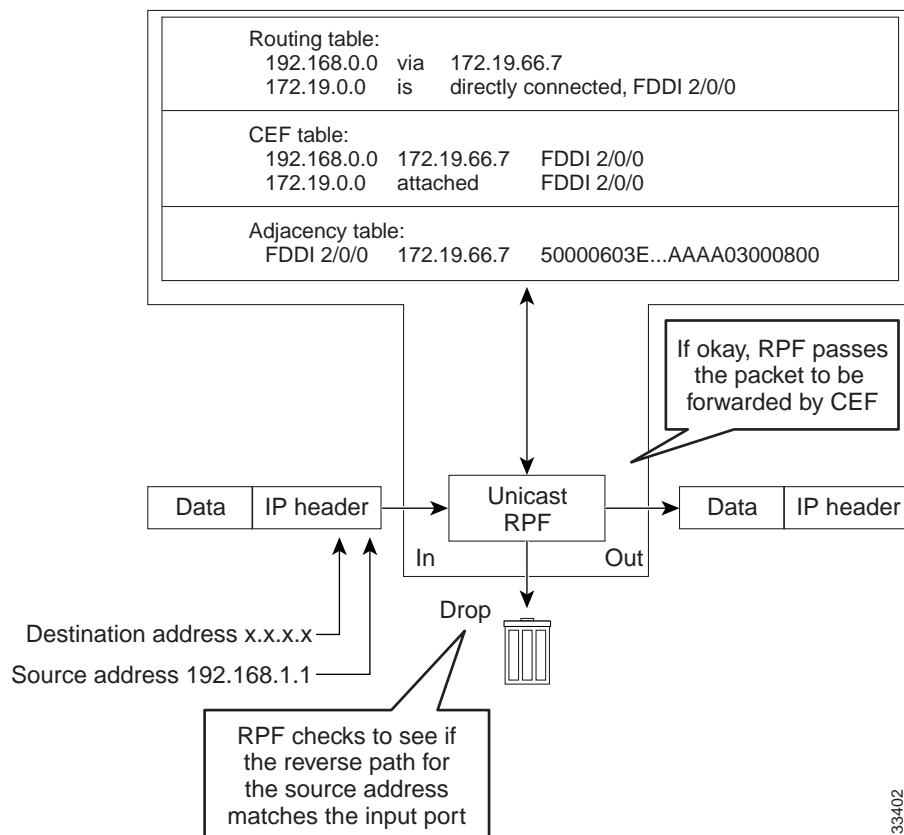 Routing table:
192.168.0.0 via 172.19.66.7
172.19.0.0 is directly connected, FDDI 2/0/0
CEF table:
192.168.0.0 172.19.66.7 FDDI 2/0/0
172.19.0.0 attached FDDI 2/0/0
Adjacency table:
FDDI 2/0/0 172.19.66.7 50000603E...AAAA03000800
If okay, RPF passes
the packet to be
forwarded by CEF
Data IP header
Unicast
RPF
Data IP header
In Out
Drop
Destination address x.x.x.x
Source address 192.168.1.1
RPF checks to see if
the reverse path for
the source address
matches the input port
33402